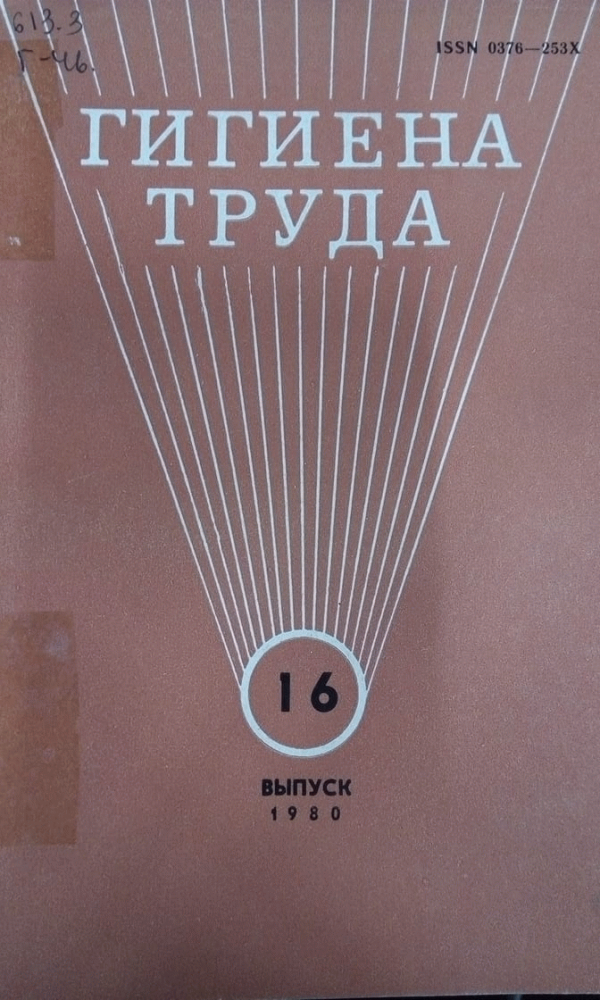 613.3
Г-46.
ISSN 0376—253X
ГИГИЕНА
ТРУДА
16
ВЫПУСК
1980